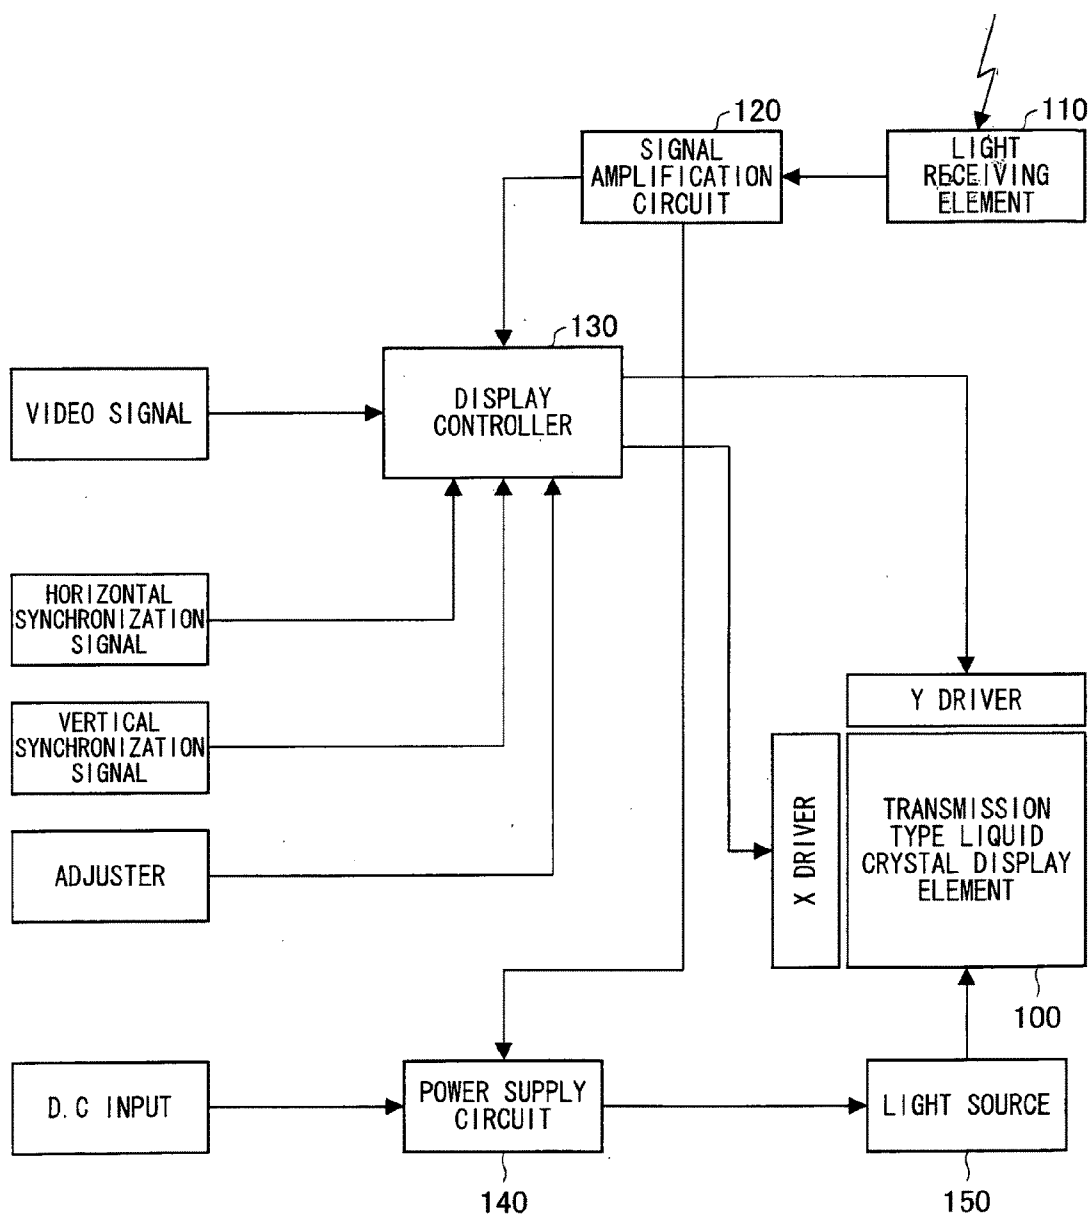 120
110
SIGNAL
AMPLIFICATION
CIRCUIT
LIGHT
RECEIVING
ELEMENT
130
VIDEO SIGNAL
DISPLAY
CONTROLLER
HORIZONTAL
SYNCHRONIZATION
SIGNAL
VERTICAL
SYNCHRONIZATION
SIGNAL
Y DRIVER
X DRIVER
TRANSMISSION
TYPE LIQUID
CRYSTAL DISPLAY
ELEMENT
ADJUSTER
100
D.C INPUT
POWER SUPPLY
CIRCUIT
LIGHT SOURCE
140
150